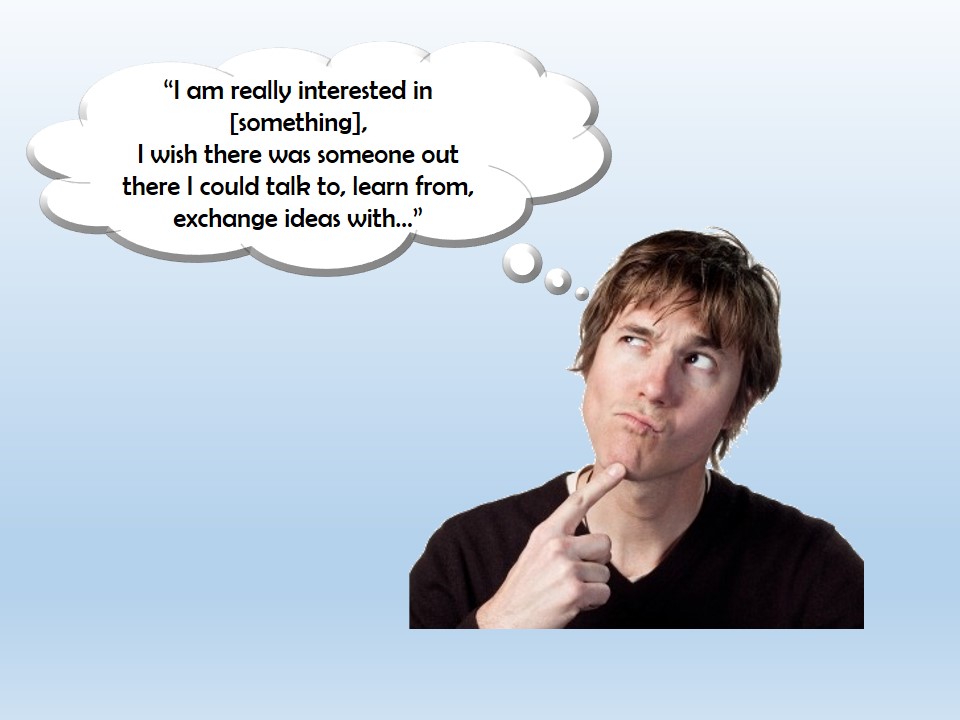 “I am really interested in
[something],
I wish there was someone out
there I could talk to, learn from,
exchange ideas with...”